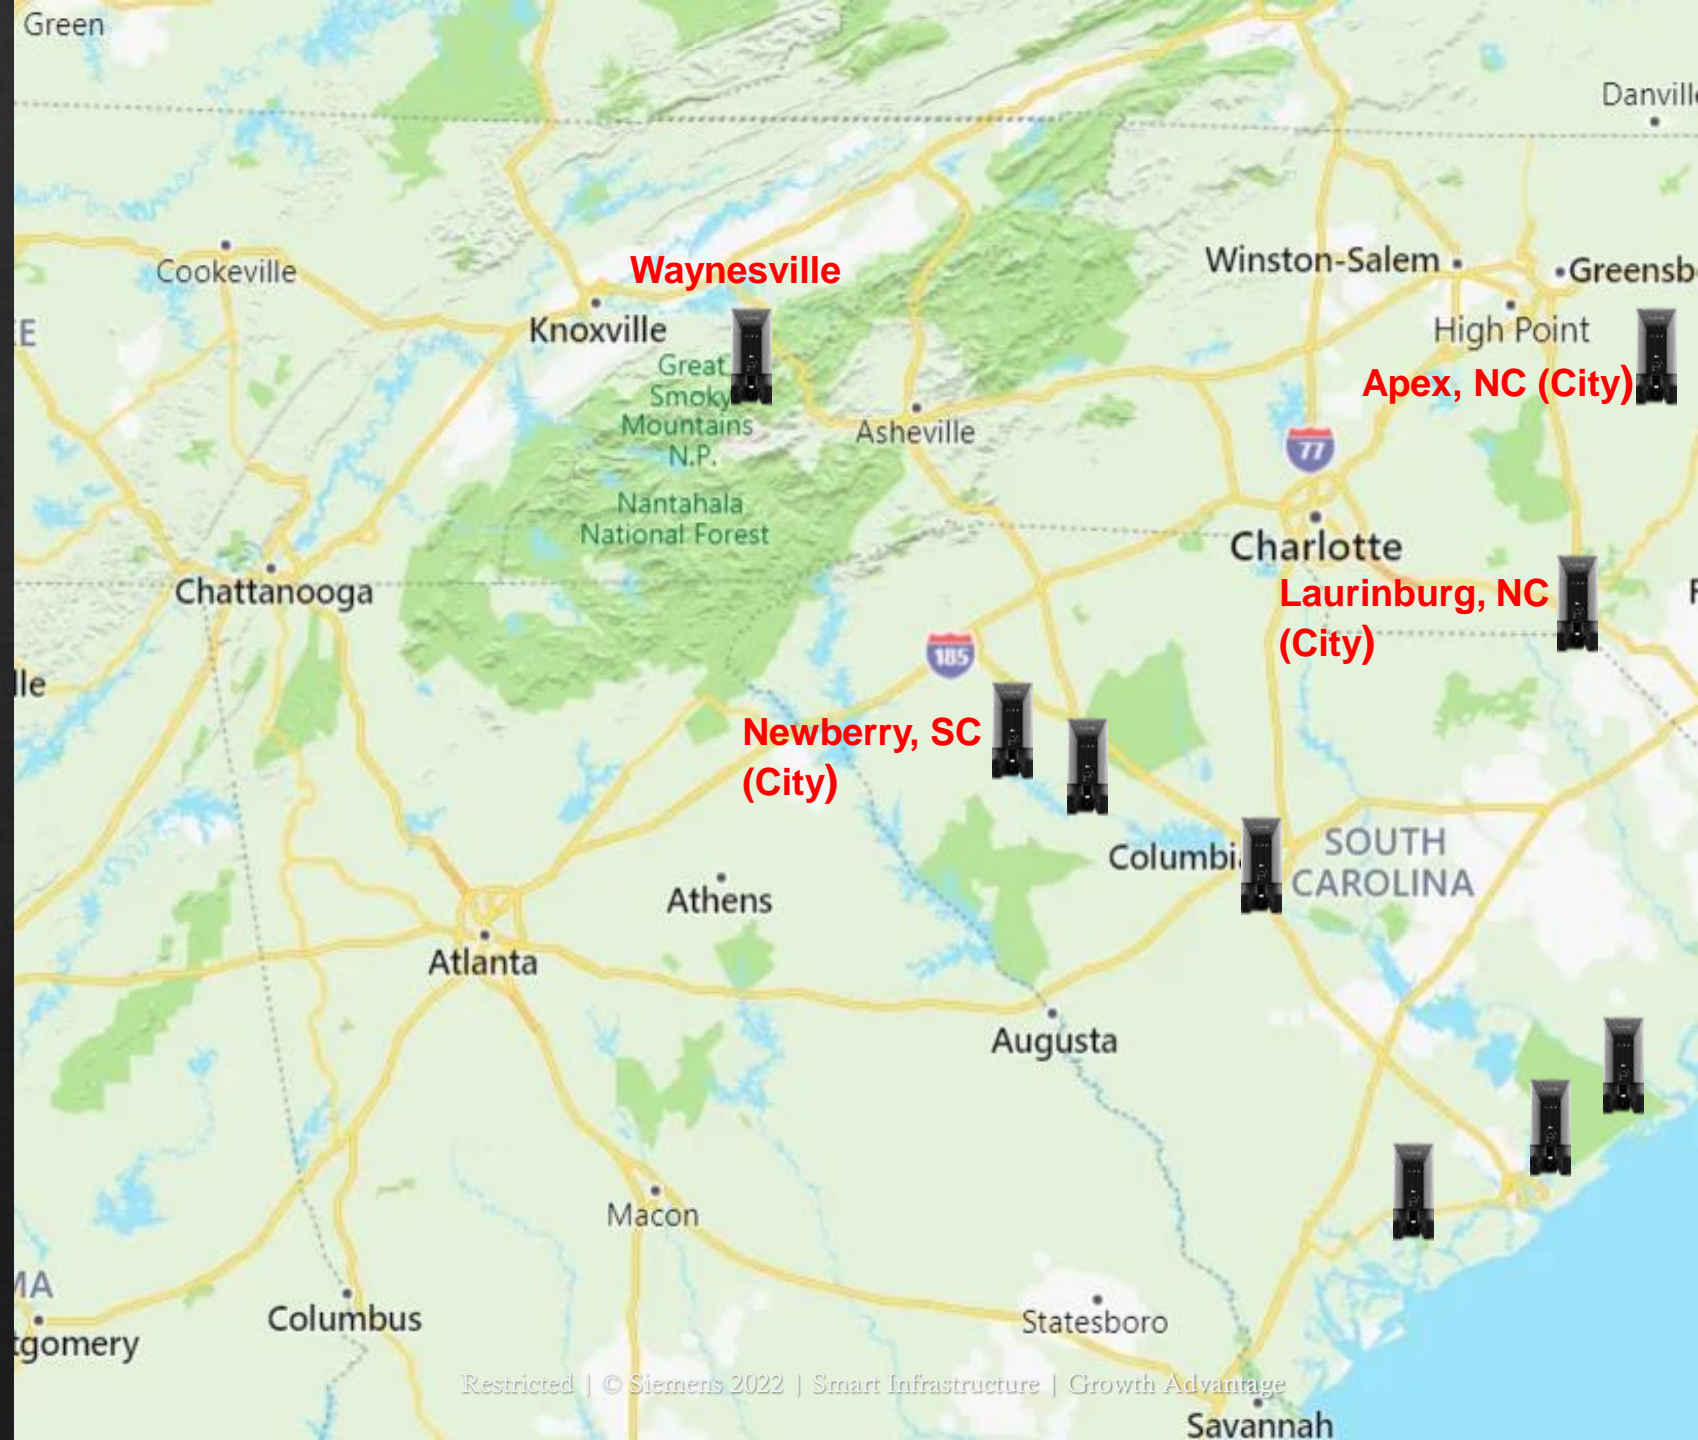 Green
Danville
Cookeville
Waynesville
Winston-Salem
Greensb
Knoxville
High Point
Great
Smoky
Mountains
N.P.
Apex, NC (City)
Asheville
77
Nantahala
National Forest
Charlotte
Chattanooga
Laurinburg, NC
(City)
185
lle
Newberry, SC
(City)
SOUTH
CAROLINA
Columbi
Athens
Atlanta
Augusta
Macon
MA
Columbus
Statesboro
tgomery
Restricted | © Siemens 2022 | Smart Infrastructure | Growth Advantage
Savannah